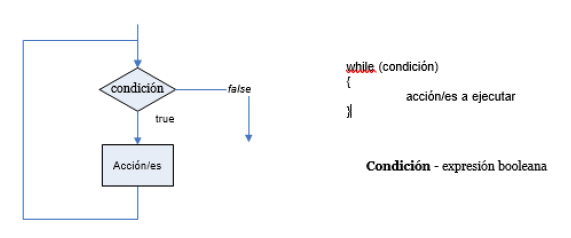 condición
false
true
Acción/es
while (condición)
{
acción/es a ejecutar
}
Condición - expresión booleana